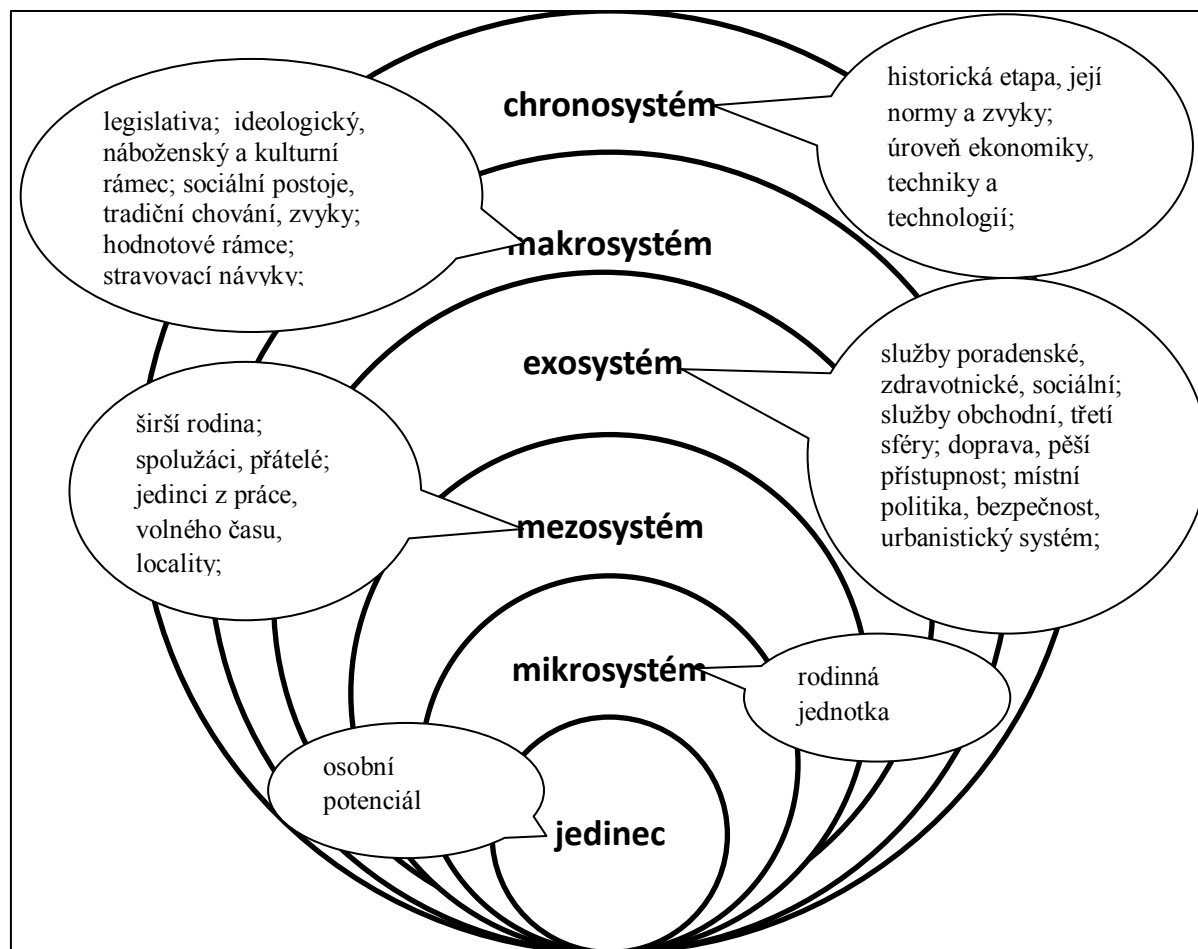 chronosystém
historická etapa, její
normy a zvyky;
úroveň ekonomiky,
techniky a
technologií;
legislativa; ideologický,
náboženský a kulturní
rámec; sociální postoje,
tradiční chování, zvyky;
hodnotové rámce;
stravovací návyky;
makrosystém
exosystém
služby poradenské,
zdravotnické, sociální;
služby obchodní, třetí
sféry; doprava, pěší
přístupnost; místní
politika, bezpečnost,
urbanistický systém;
širší rodina;
spolužáci, přátelé;
jedinci z práce,
volného času,
locality;
mezosystém
mikrosystém
rodinná
jednotka
osobní
potenciál
jedinec